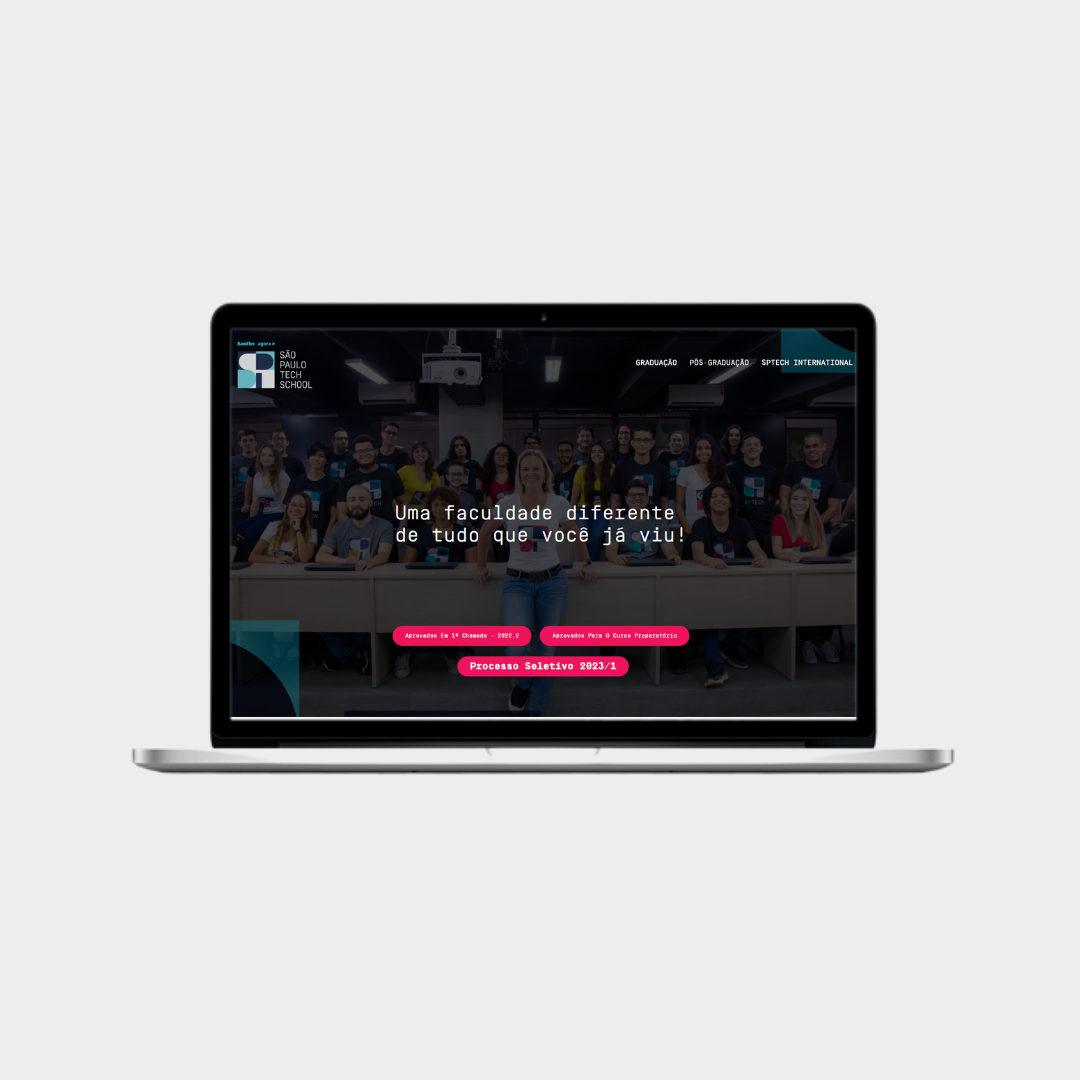 BandTec agora é
SÃO
PAULO
TECH
SCHOOL
GRADUAÇÃO PÓS-GRADUAÇÃO SPTECH INTERNATIONAL
Uma faculdade diferente
de tudo que você já viu!
Aprovados Em 1ª Chamada - 2022.2
Aprovados Para O Curso Preparatório
Processo Seletivo 2023/1